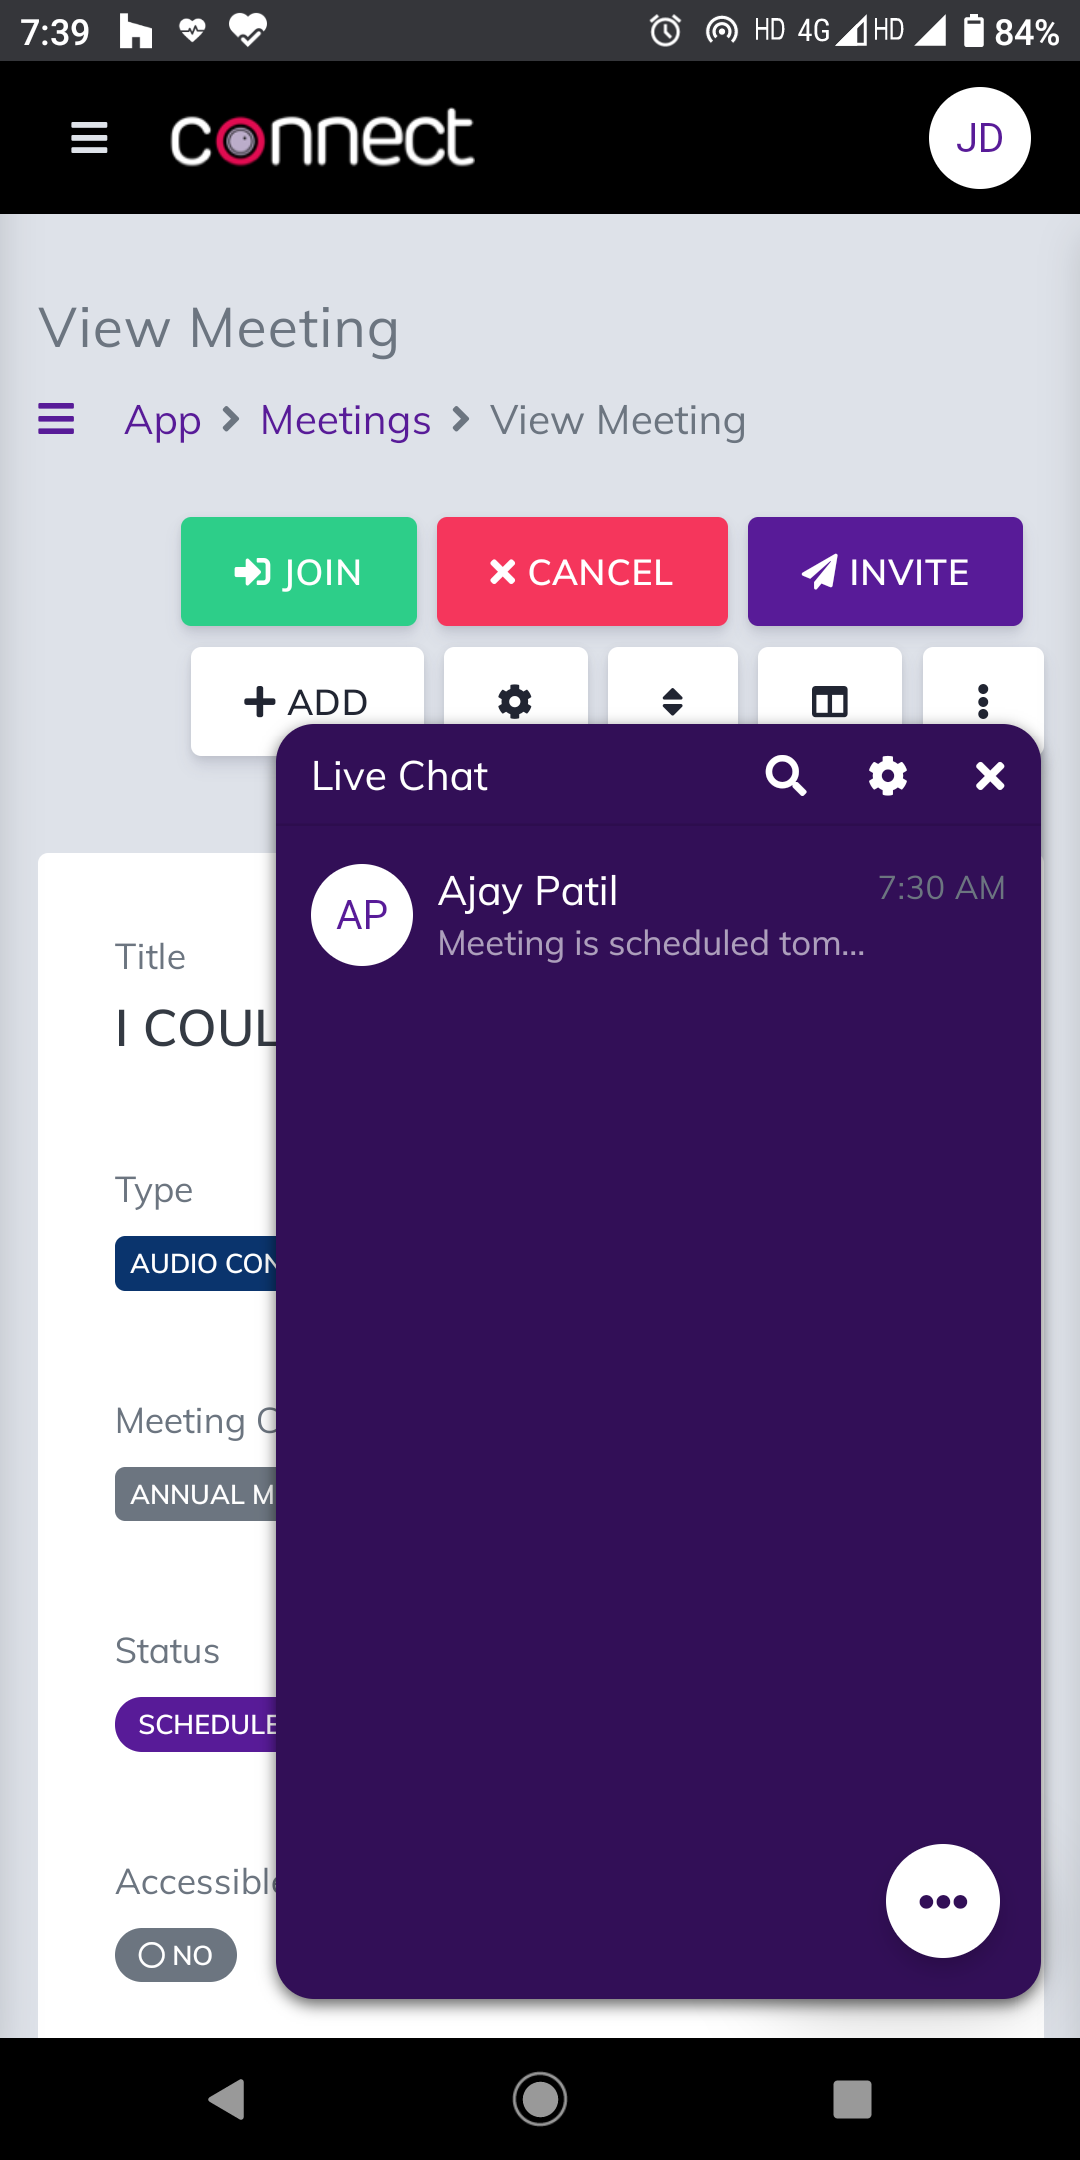 7:39 HD 4G HD 84%
connect JD
View Meeting
App Meetings View Meeting
JOIN CANCEL INVITE
ADD
Live Chat
AP Ajay Patil 7:30 AM
Meeting is scheduled tom...
Title
I COUL
Type
AUDIO CON
Meeting C
ANNUAL M
Status
SCHEDULE
Accessible
NO